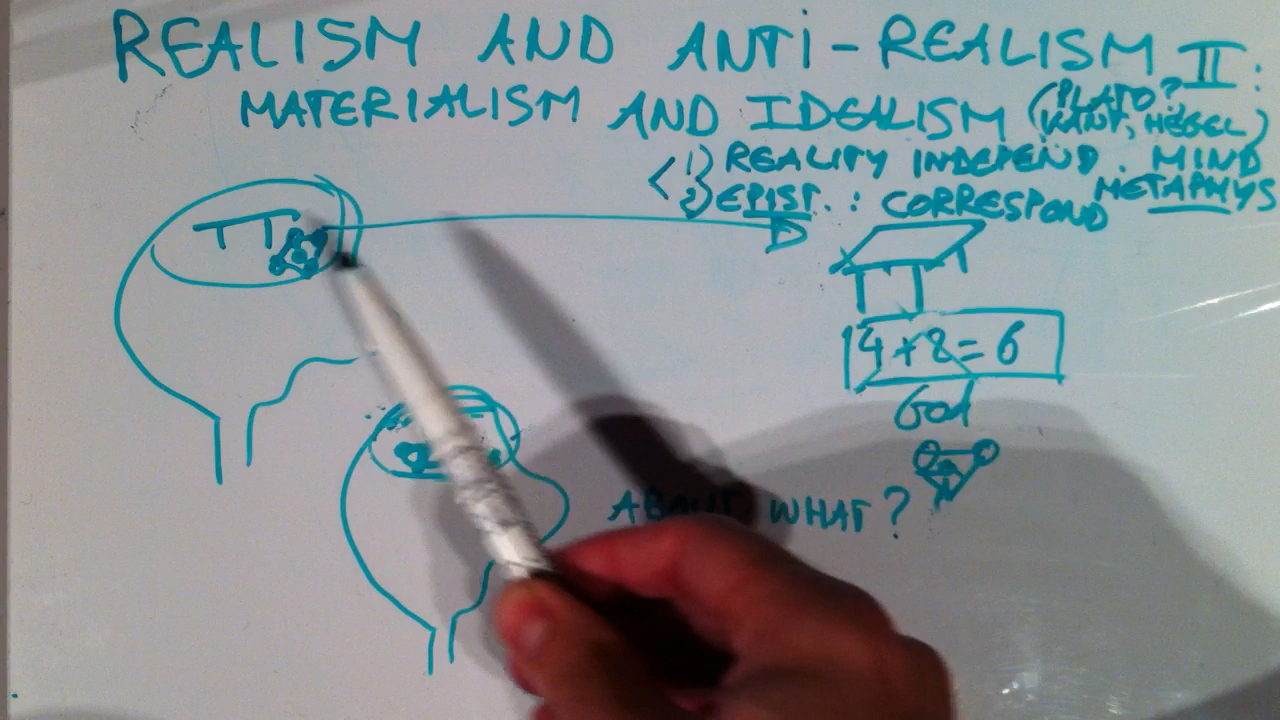 REALISM AND ANTI-REALISM II:
MATERIALISM AND IDEALISM (PLATO?
KANT, HEGEL)
1) REALITY INDEPEND. MIND
METAPHYS
2) EPIST.: CORRESPOND
14+8=6
God
ABOUT WHAT?